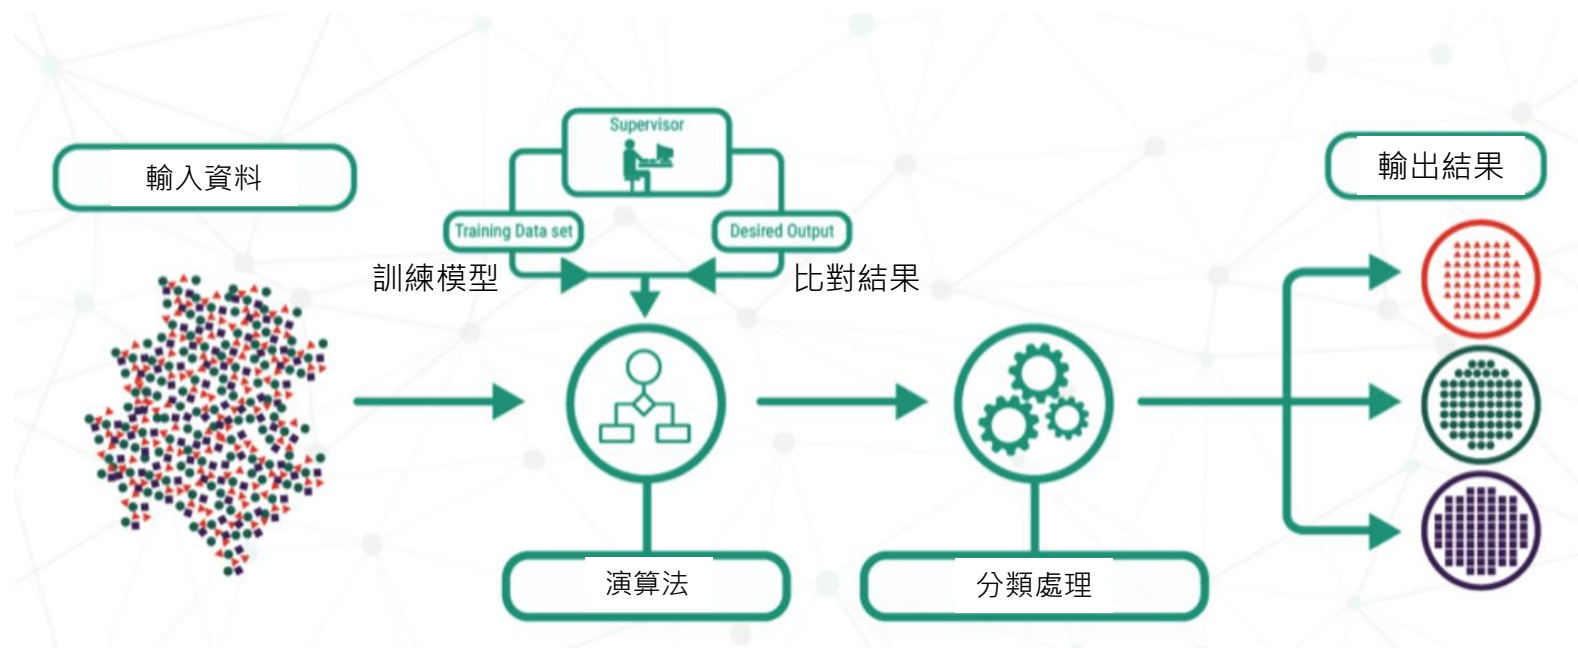 Supervisor
輸入資料
輸出結果
Training Data set
Desired Output
訓練模型
比對結果
演算法
分類處理